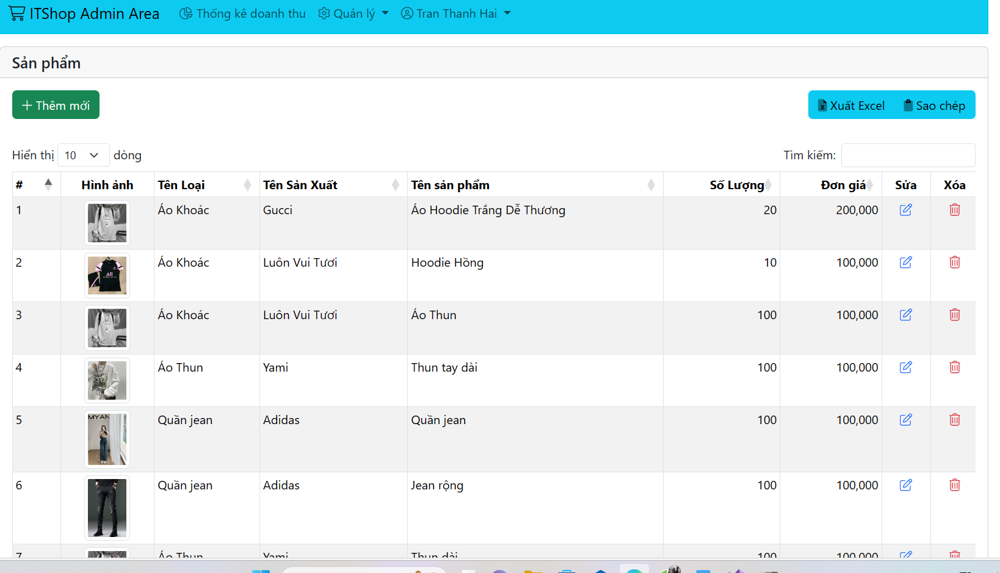 ITShop Admin Area Thống kê doanh thu Quản lý Tran Thanh Hai
Sản phẩm
Thêm mới Xuất Excel Sao chép
Hiển thị 10 dòng Tìm kiếm:
# Hình ảnh Tên Loại Tên Sản Xuất Tên sản phẩm Số Lượng Đơn giá Sửa Xóa
1 Áo Khoác Gucci Áo Hoodie Trắng Dễ Thương 20 200,000
2 Áo Khoác Luôn Vui Tươi Hoodie Hồng 10 100,000
3 Áo Khoác Luôn Vui Tươi Áo Thun 100 100,000
4 Áo Thun Yami Thun tay dài 100 100,000
5 Quần jean Adidas Quần jean 100 100,000
6 Quần jean Adidas Jean rộng 100 100,000
7 Áo Thun Yami Thun dài 100 100,000